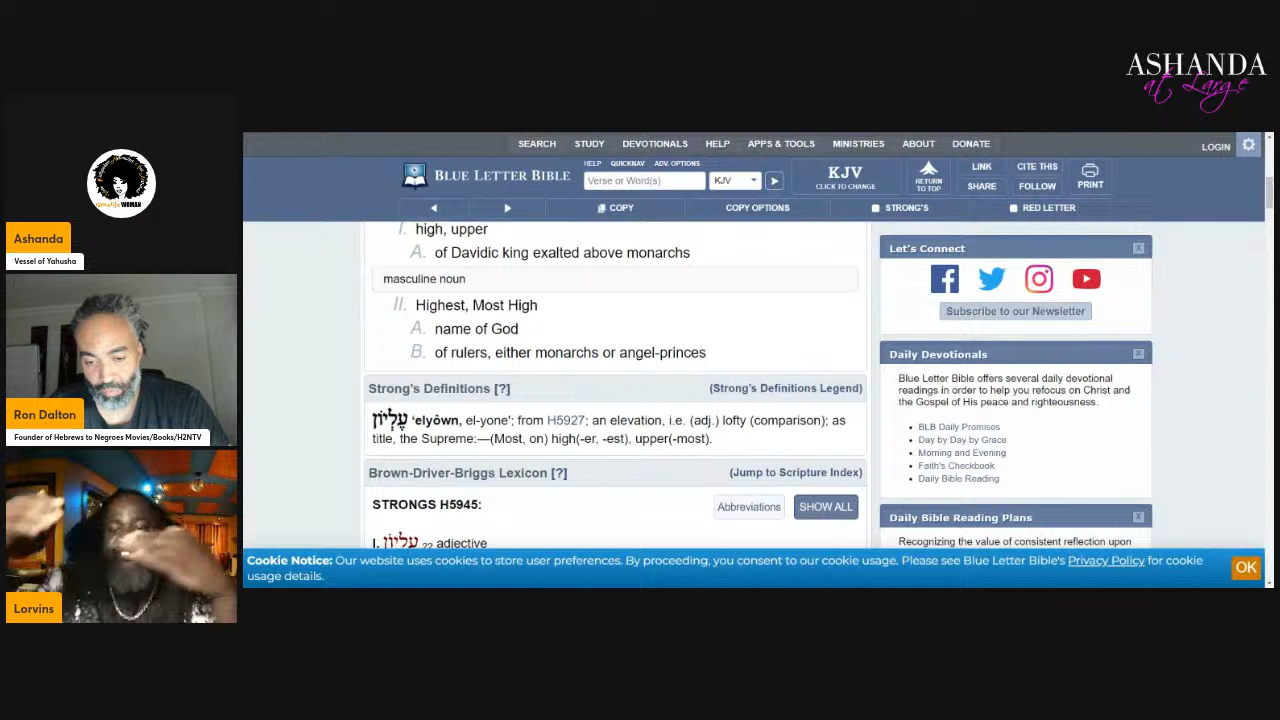 ASHANDA
at Large
Ashanda
Vessel of Yahusha
Ron Dalton
Founder of Hebrews to Negroes Movies/Books/H2NTV
Lorvins
SEARCH STUDY DEVOTIONALS HELP APPS & TOOLS MINISTRIES ABOUT DONATE
LOGIN
BLUE LETTER BIBLE
HELP QUICKNAV ADV. OPTIONS
Verse or Word(s) KJV
KJV
CLICK TO CHANGE
RETURN
TO TOP
LINK CITE THIS
SHARE FOLLOW
PRINT
COPY COPY OPTIONS STRONG'S RED LETTER
I. high, upper
A. of Davidic king exalted above monarchs
masculine noun
II. Highest, Most High
A. name of God
B. of rulers, either monarchs or angel-princes
Strong's Definitions [?] (Strong's Definitions Legend)
עֶלְיוֹן ʻelyôwn, el-yone'; from H5927; an elevation, i.e. (adj.) lofty (comparison); as
title, the Supreme:—(Most, on) high(-er, -est), upper(-most).
Brown-Driver-Briggs Lexicon [?] (Jump to Scripture Index)
STRONGS H5945: Abbreviations SHOW ALL
I. עֶלְיוֹן 22 adjective
Let's Connect X
Subscribe to our Newsletter
Daily Devotionals X
Blue Letter Bible offers several daily devotional
readings in order to help you refocus on Christ and
the Gospel of His peace and righteousness.
• BLB Daily Promises
• Day by Day by Grace
• Morning and Evening
• Faith's Checkbook
• Daily Bible Reading
Daily Bible Reading Plans X
Recognizing the value of consistent reflection upon
Cookie Notice: Our website uses cookies to store user preferences. By proceeding, you consent to our cookie usage. Please see Blue Letter Bible's Privacy Policy for cookie
usage details.
OK